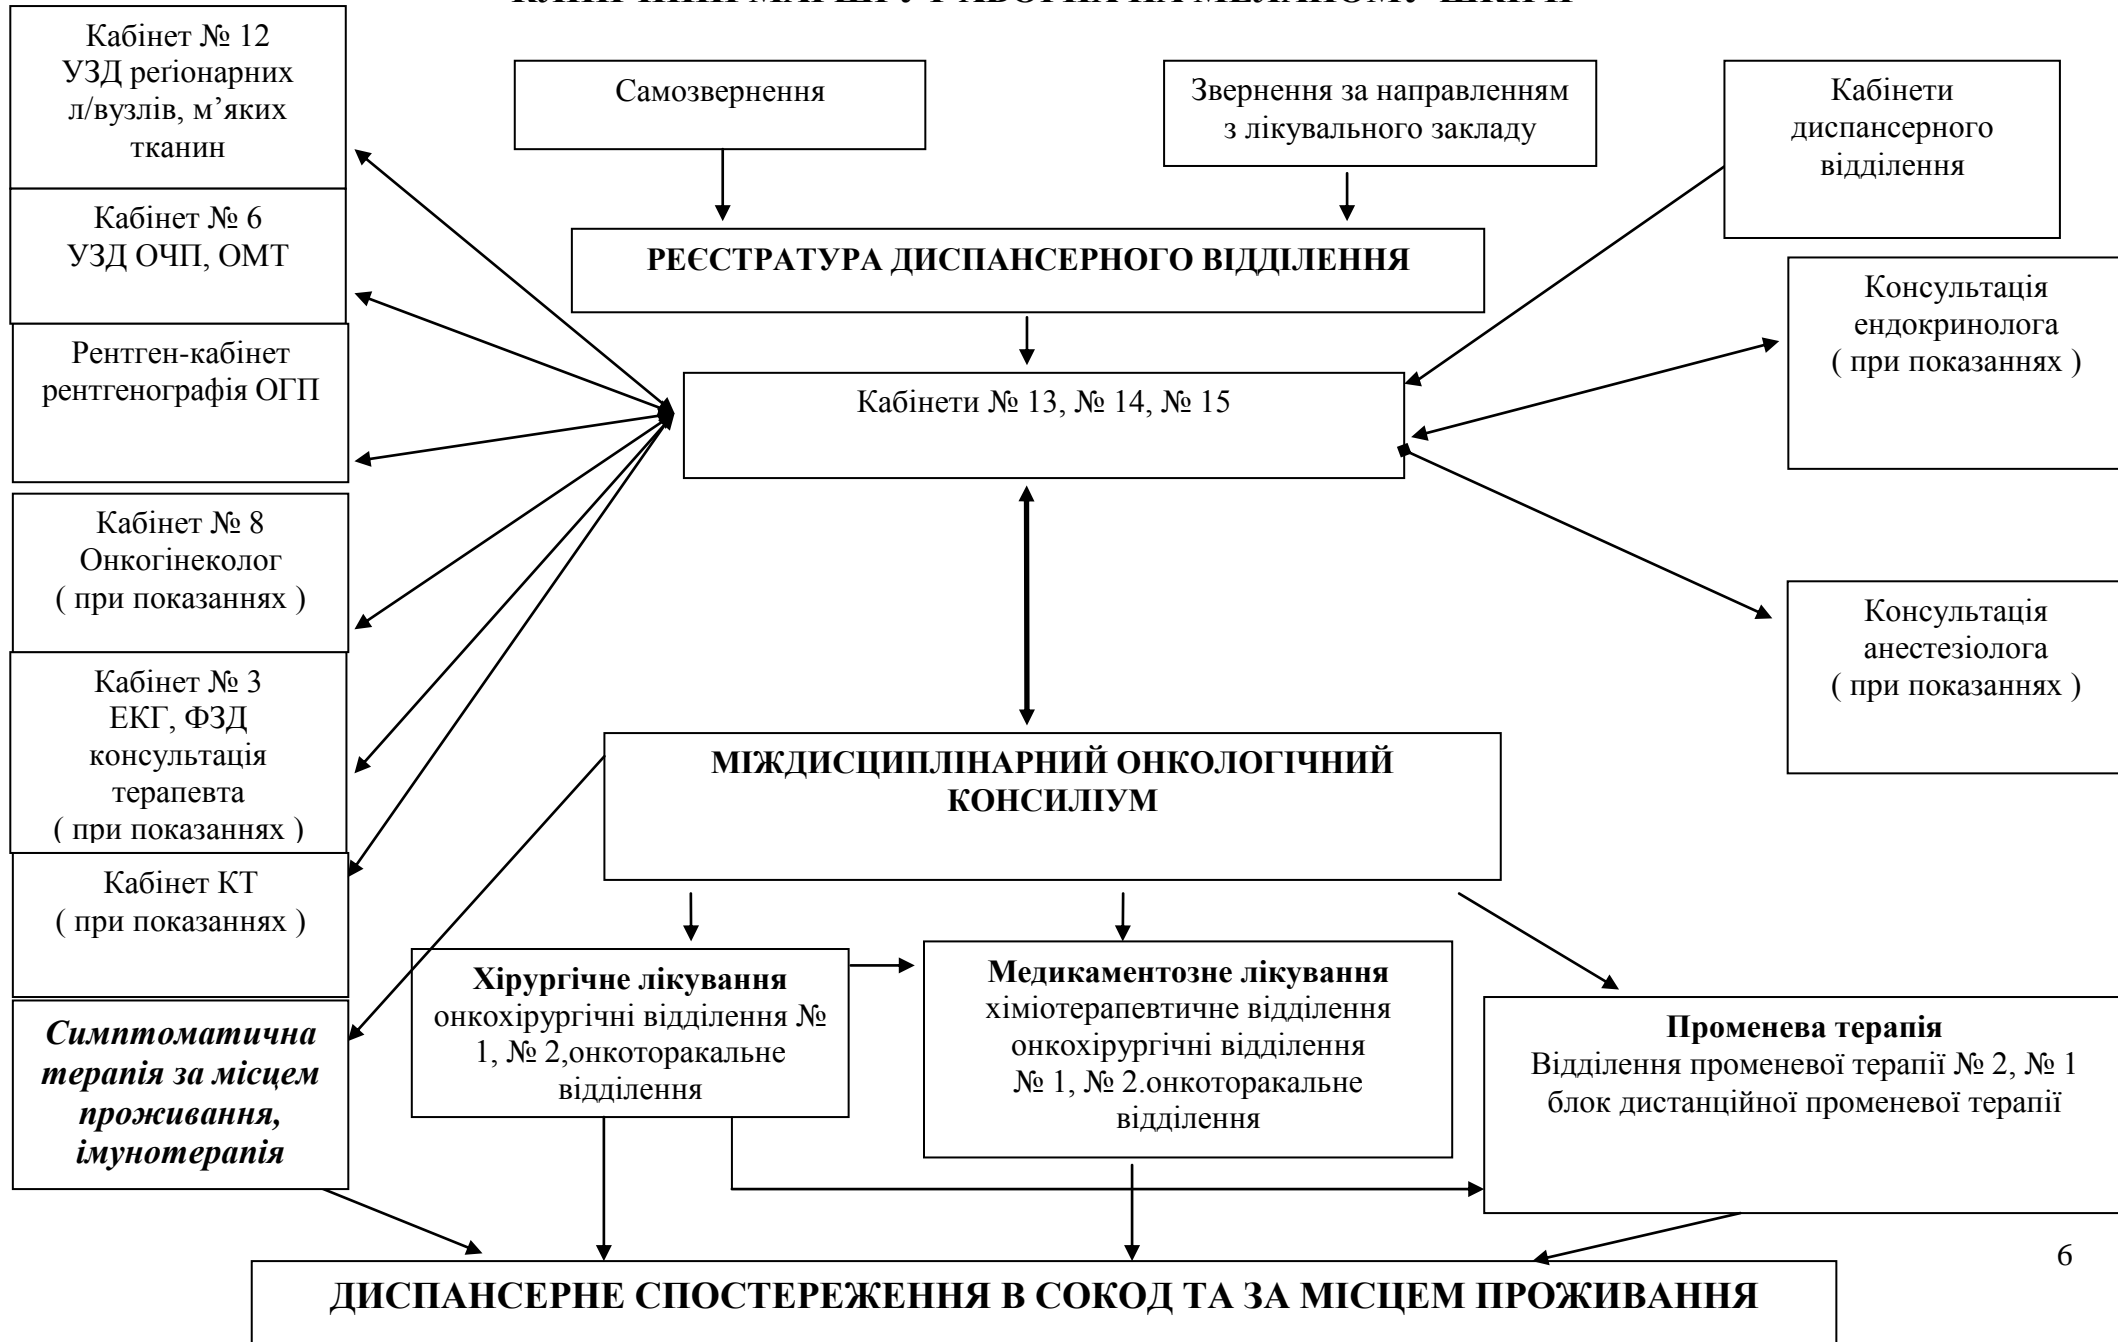 Кабінет № 12
УЗД реґіонарних
л/вузлів, м’яких
тканин
Самозвернення
Звернення за направленням
з лікувального закладу
Кабінети
диспансерного
відділення
Кабінет № 6
УЗД ОЧП, ОМТ
РЕЄСТРАТУРА ДИСПАНСЕРНОГО ВІДДІЛЕННЯ
Консультація
ендокринолога
( при показаннях )
Рентген-кабінет
рентгенографія ОГП
Кабінети № 13, № 14, № 15
Кабінет № 8
Онкогінеколог
( при показаннях )
Консультація
анестезіолога
( при показаннях )
Кабінет № 3
ЕКГ, ФЗД
консультація
терапевта
( при показаннях )
МІЖДИСЦИПЛІНАРНИЙ ОНКОЛОГІЧНИЙ
КОНСИЛІУМ
Кабінет КТ
( при показаннях )
Хірургічне лікування
онкохірургічні відділення №
1, № 2,онкоторакальне
відділення
Медикаментозне лікування
хіміотерапевтичне відділення
онкохірургічні відділення
№ 1, № 2.онкоторакальне
відділення
Променева терапія
Відділення променевої терапії № 2, № 1
блок дистанційної променевої терапії
Симптоматична
терапія за місцем
проживання,
імунотерапія
6
ДИСПАНСЕРНЕ СПОСТЕРЕЖЕННЯ В СОКОД ТА ЗА МІСЦЕМ ПРОЖИВАННЯ